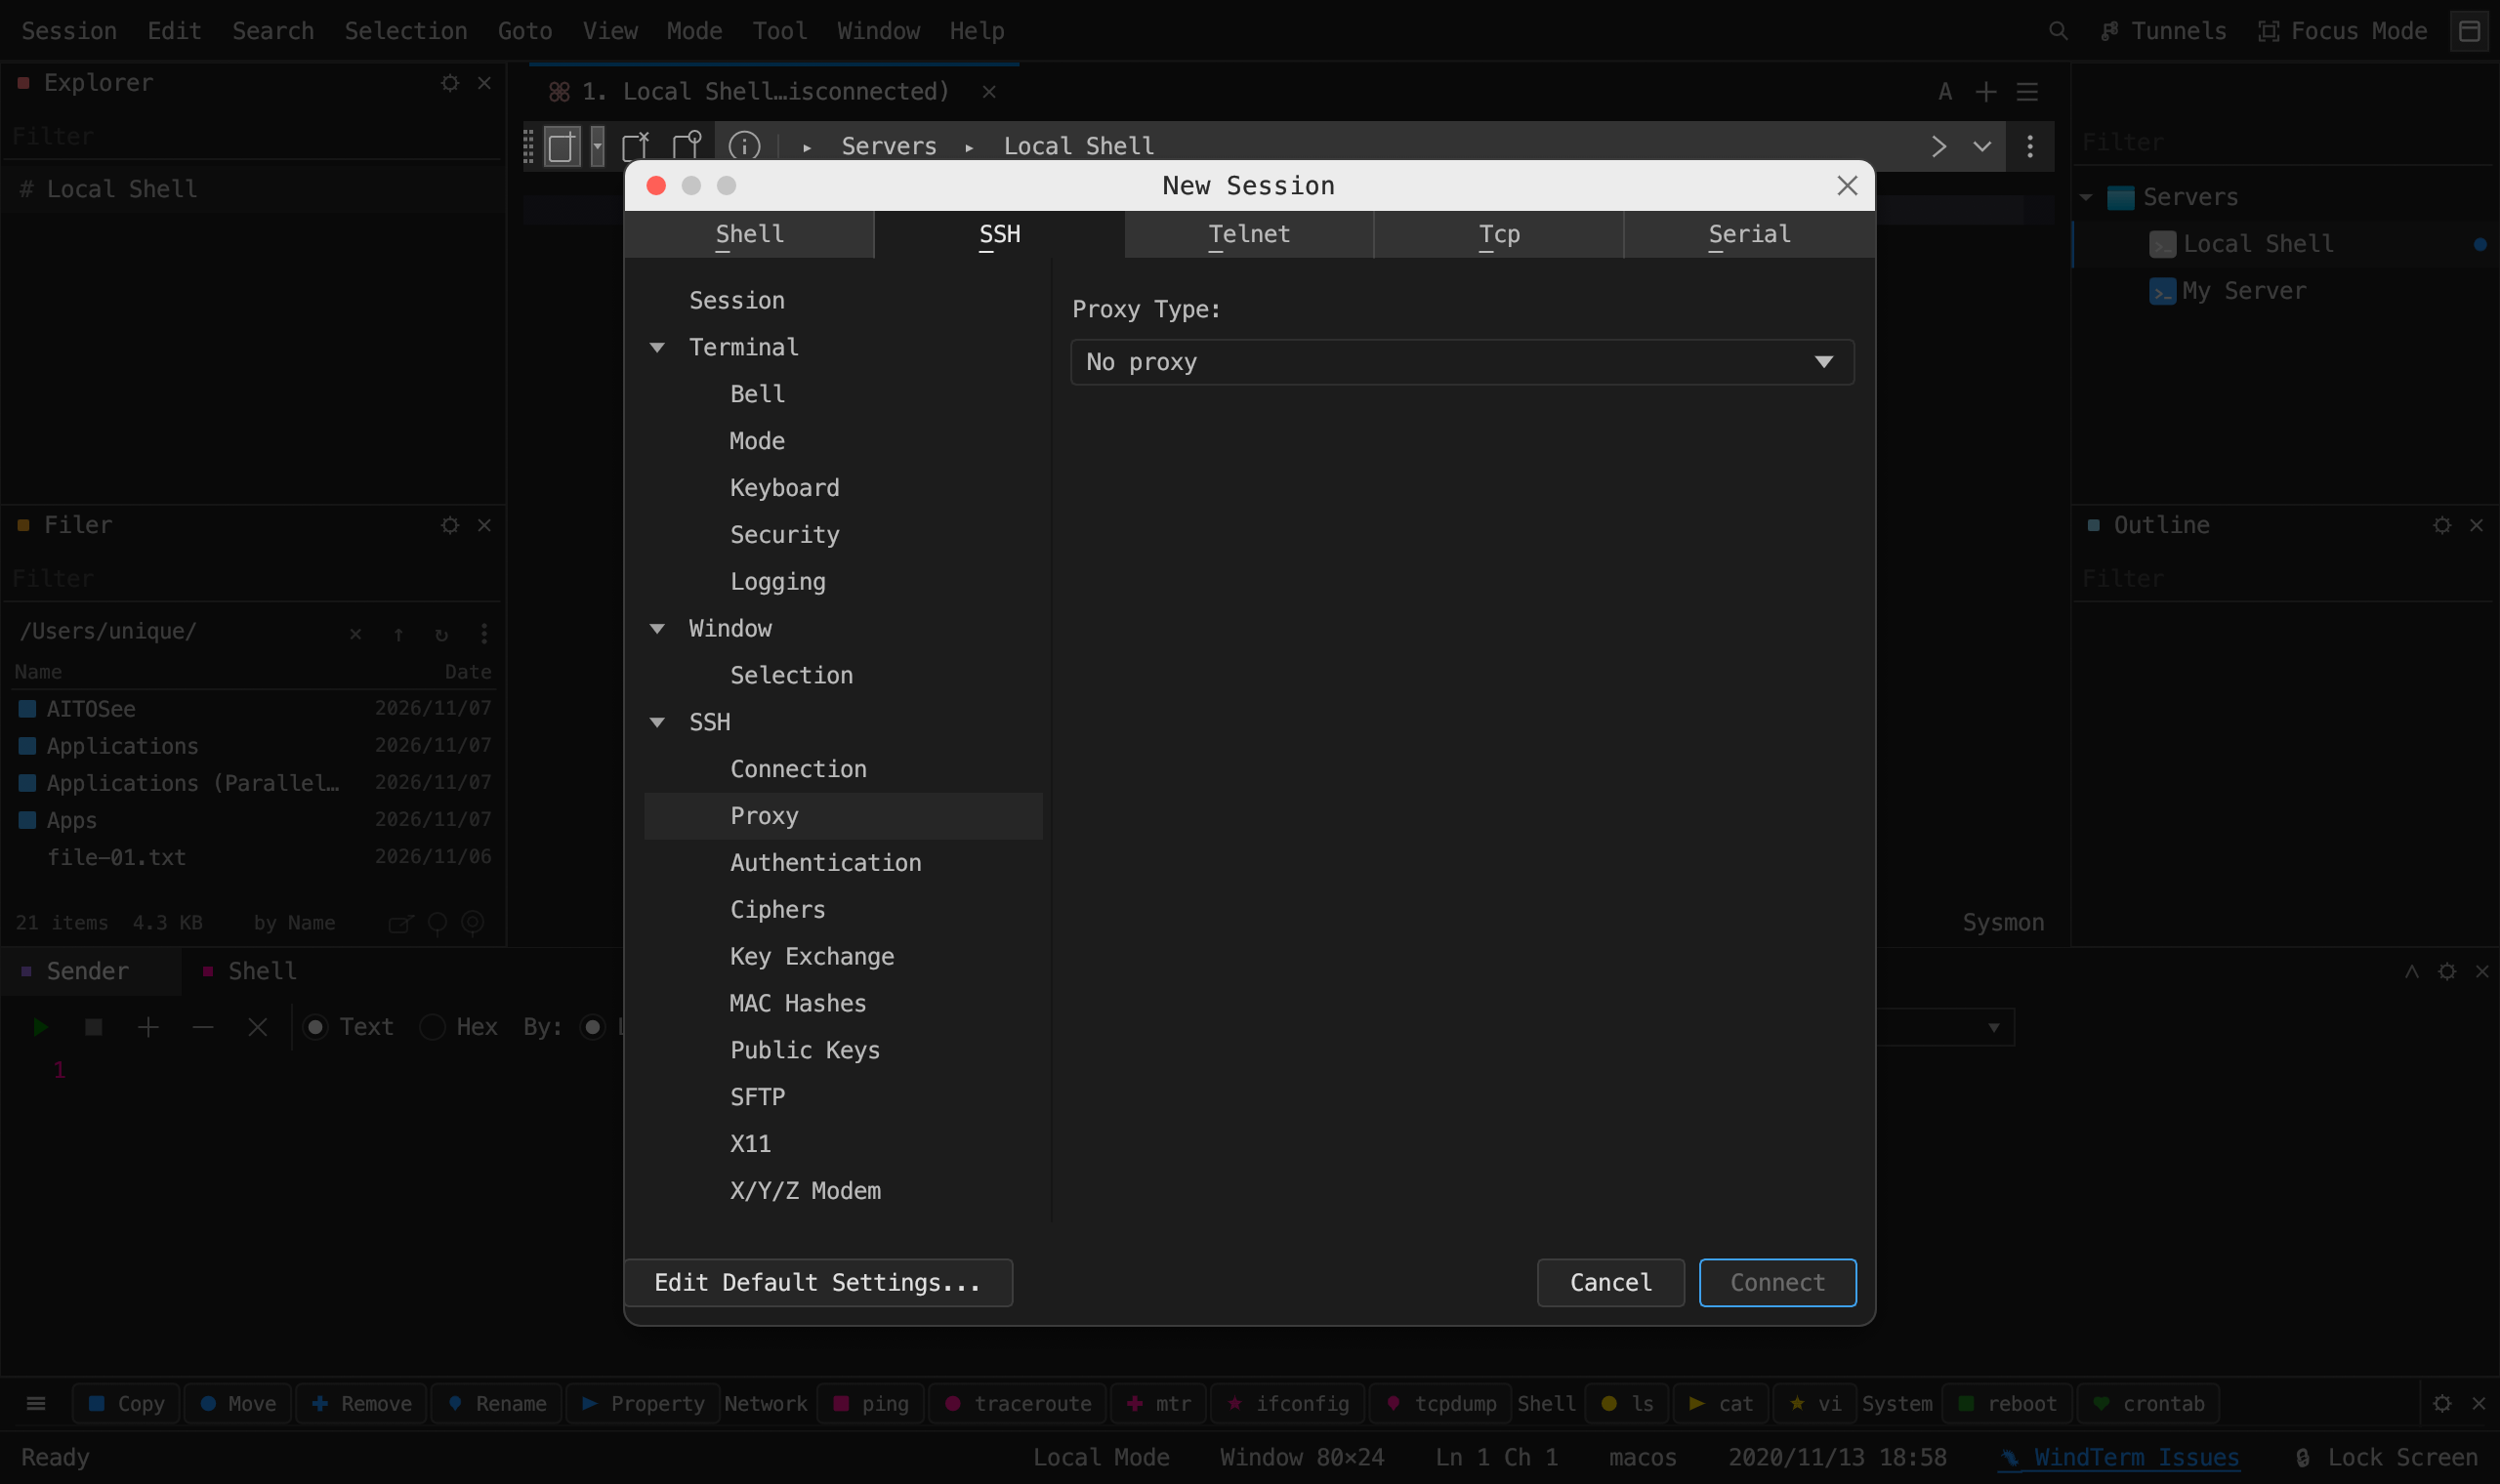 Session Edit Search Selection Goto View Mode Tool Window Help
Tunnels Focus Mode
Explorer
Filter
# Local Shell
1. Local Shell…isconnected)
A
Servers Local Shell
Filter
Servers
Local Shell
My Server
New Session
Shell SSH Telnet Tcp Serial
Session
Terminal
Bell
Mode
Keyboard
Security
Logging
Window
Selection
SSH
Connection
Proxy
Authentication
Ciphers
Key Exchange
MAC Hashes
Public Keys
SFTP
X11
X/Y/Z Modem
Proxy Type:
No proxy
Edit Default Settings...
Cancel
Connect
Filer
Filter
/Users/unique/
Name Date
AITOSee 2026/11/07
Applications 2026/11/07
Applications (Parallel… 2026/11/07
Apps 2026/11/07
file-01.txt 2026/11/06
21 items 4.3 KB by Name
Outline
Filter
Sysmon
Sender Shell
Text Hex By:
1
Copy Move Remove Rename Property Network ping traceroute mtr ifconfig tcpdump Shell ls cat vi System reboot crontab
Ready Local Mode Window 80×24 Ln 1 Ch 1 macos 2020/11/13 18:58 WindTerm Issues Lock Screen